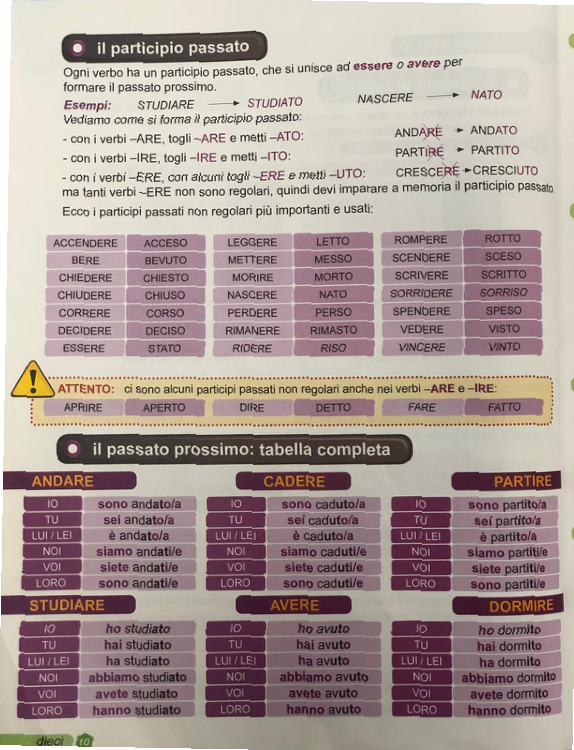 il participio passato
Ogni verbo ha un participio passato, che si unisce ad essere o avere per
formare il passato prossimo.
Esempi: STUDIARE STUDIATO NASCERE NATO
Vediamo come si forma il participio passato:
- con i verbi –ARE, togli –ARE e metti –ATO: ANDARE ANDATO
- con i verbi –IRE, togli –IRE e metti –ITO: PARTIRE PARTITO
- con i verbi –ERE, con alcuni togli –ERE e metti –UTO: CRESCERE CRESCIUTO
ma tanti verbi –ERE non sono regolari, quindi devi imparare a memoria il participio passato.
Ecco i participi passati non regolari più importanti e usati:
ACCENDERE ACCESO LEGGERE LETTO ROMPERE ROTTO
BERE BEVUTO METTERE MESSO SCENDERE SCESO
CHIEDERE CHIESTO MORIRE MORTO SCRIVERE SCRITTO
CHIUDERE CHIUSO NASCERE NATO SORRIDERE SORRISO
CORRERE CORSO PERDERE PERSO SPENDERE SPESO
DECIDERE DECISO RIMANERE RIMASTO VEDERE VISTO
ESSERE STATO RIDERE RISO VINCERE VINTO
ATTENTO: ci sono alcuni participi passati non regolari anche nei verbi –ARE e –IRE:
APRIRE APERTO DIRE DETTO FARE FATTO
il passato prossimo: tabella completa
ANDARE CADERE PARTIRE
IO sono andato/a IO sono caduto/a IO sono partito/a
TU sei andato/a TU sei caduto/a TU sei partito/a
LUI / LEI è andato/a LUI / LEI è caduto/a LUI / LEI è partito/a
NOI siamo andati/e NOI siamo caduti/e NOI siamo partiti/e
VOI siete andati/e VOI siete caduti/e VOI siete partiti/e
LORO sono andati/e LORO sono caduti/e LORO sono partiti/e
STUDIARE AVERE DORMIRE
IO ho studiato IO ho avuto IO ho dormito
TU hai studiato TU hai avuto TU hai dormito
LUI / LEI ha studiato LUI / LEI ha avuto LUI / LEI ha dormito
NOI abbiamo studiato NOI abbiamo avuto NOI abbiamo dormito
VOI avete studiato VOI avete avuto VOI avete dormito
LORO hanno studiato LORO hanno avuto LORO hanno dormito
dieci 10